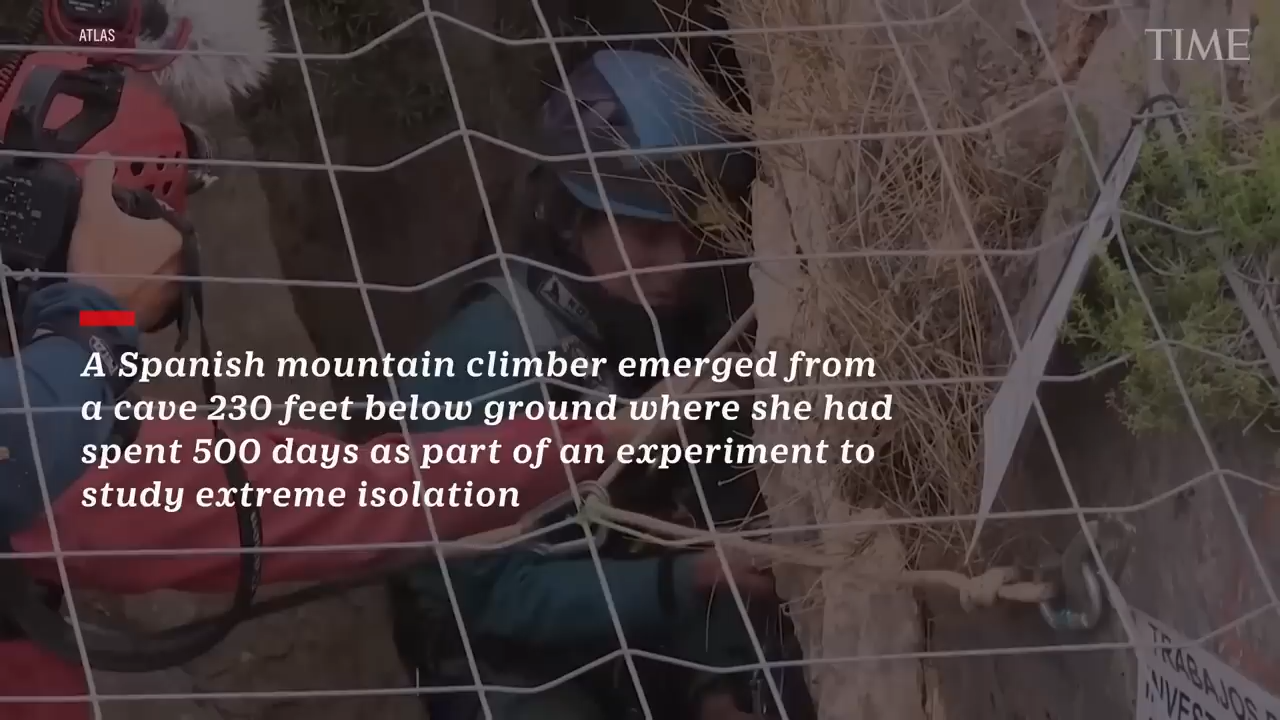 ATLAS
TIME
A Spanish mountain climber emerged from
a cave 230 feet below ground where she had
spent 500 days as part of an experiment to
study extreme isolation
TRABAJOS